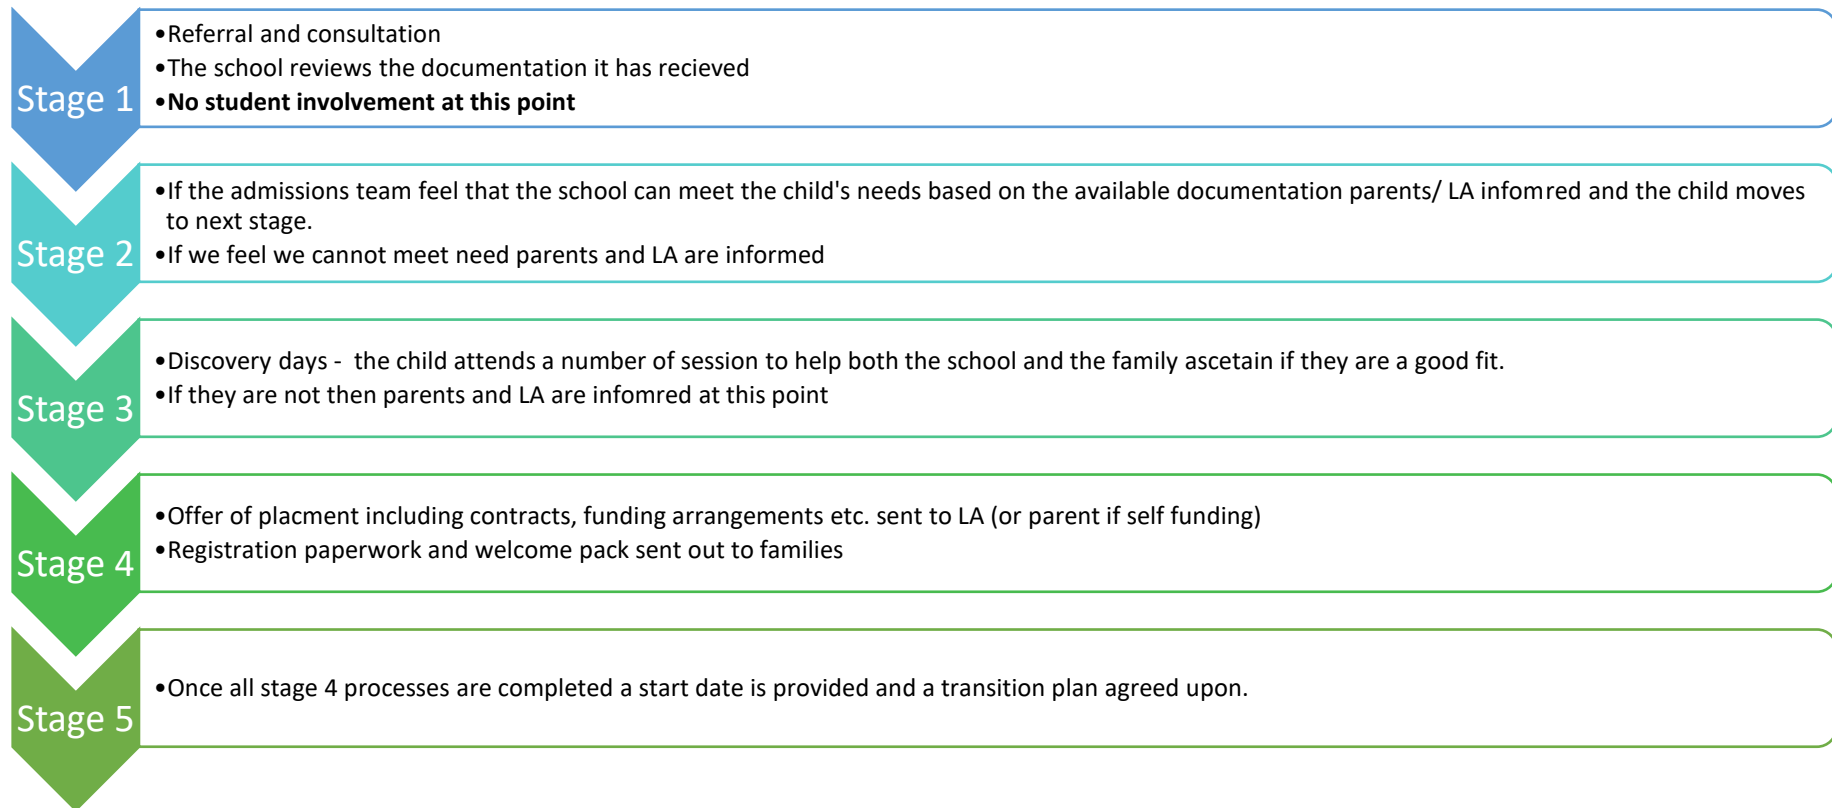 Stage 1
•Referral and consultation
•The school reviews the documentation it has recieved
•No student involvement at this point
Stage 2
•If the admissions team feel that the school can meet the child's needs based on the available documentation parents/ LA infomred and the child moves
to next stage.
•If we feel we cannot meet need parents and LA are informed
Stage 3
•Discovery days - the child attends a number of session to help both the school and the family ascetain if they are a good fit.
•If they are not then parents and LA are infomred at this point
Stage 4
•Offer of placment including contracts, funding arrangements etc. sent to LA (or parent if self funding)
•Registration paperwork and welcome pack sent out to families
Stage 5
•Once all stage 4 processes are completed a start date is provided and a transition plan agreed upon.